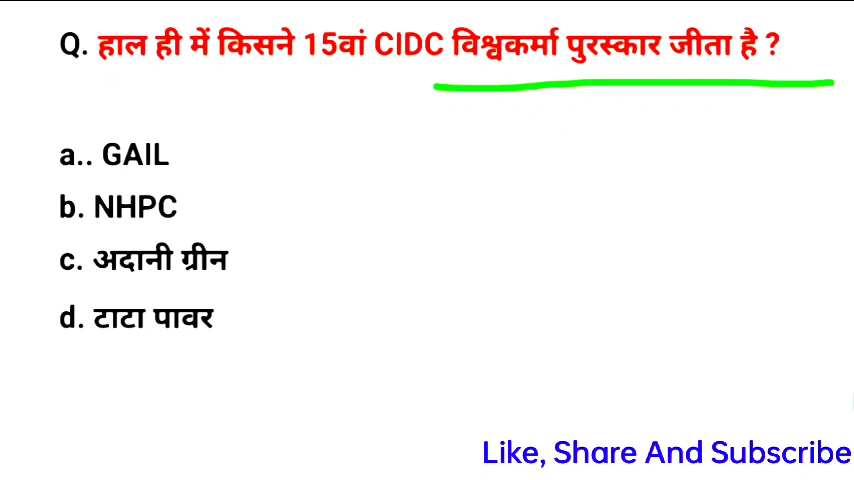 Q. हाल ही में किसने 15वां CIDC विश्वकर्मा पुरस्कार जीता है ?
a.. GAIL
b. NHPC
c. अदानी ग्रीन
d. टाटा पावर
Like, Share And Subscribe